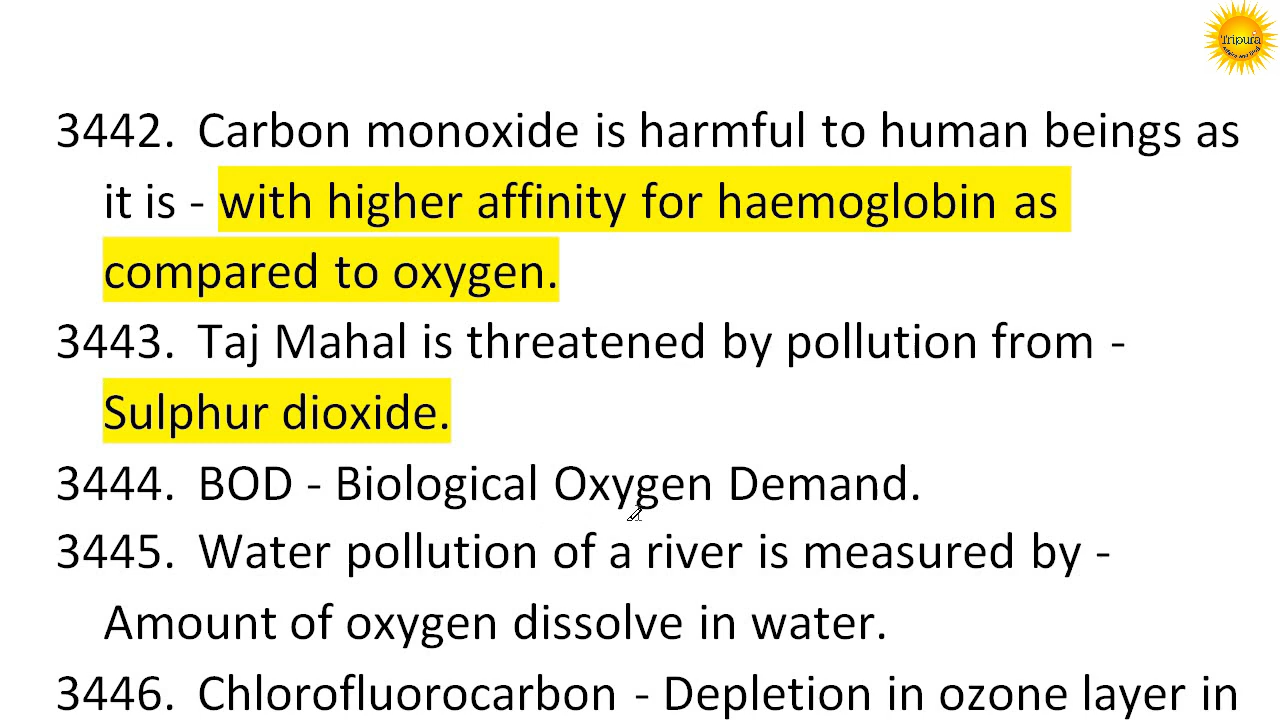 Tripura
3442. Carbon monoxide is harmful to human beings as
it is - with higher affinity for haemoglobin as
compared to oxygen.
3443. Taj Mahal is threatened by pollution from -
Sulphur dioxide.
3444. BOD - Biological Oxygen Demand.
3445. Water pollution of a river is measured by -
Amount of oxygen dissolve in water.
3446. Chlorofluorocarbon - Depletion in ozone layer in